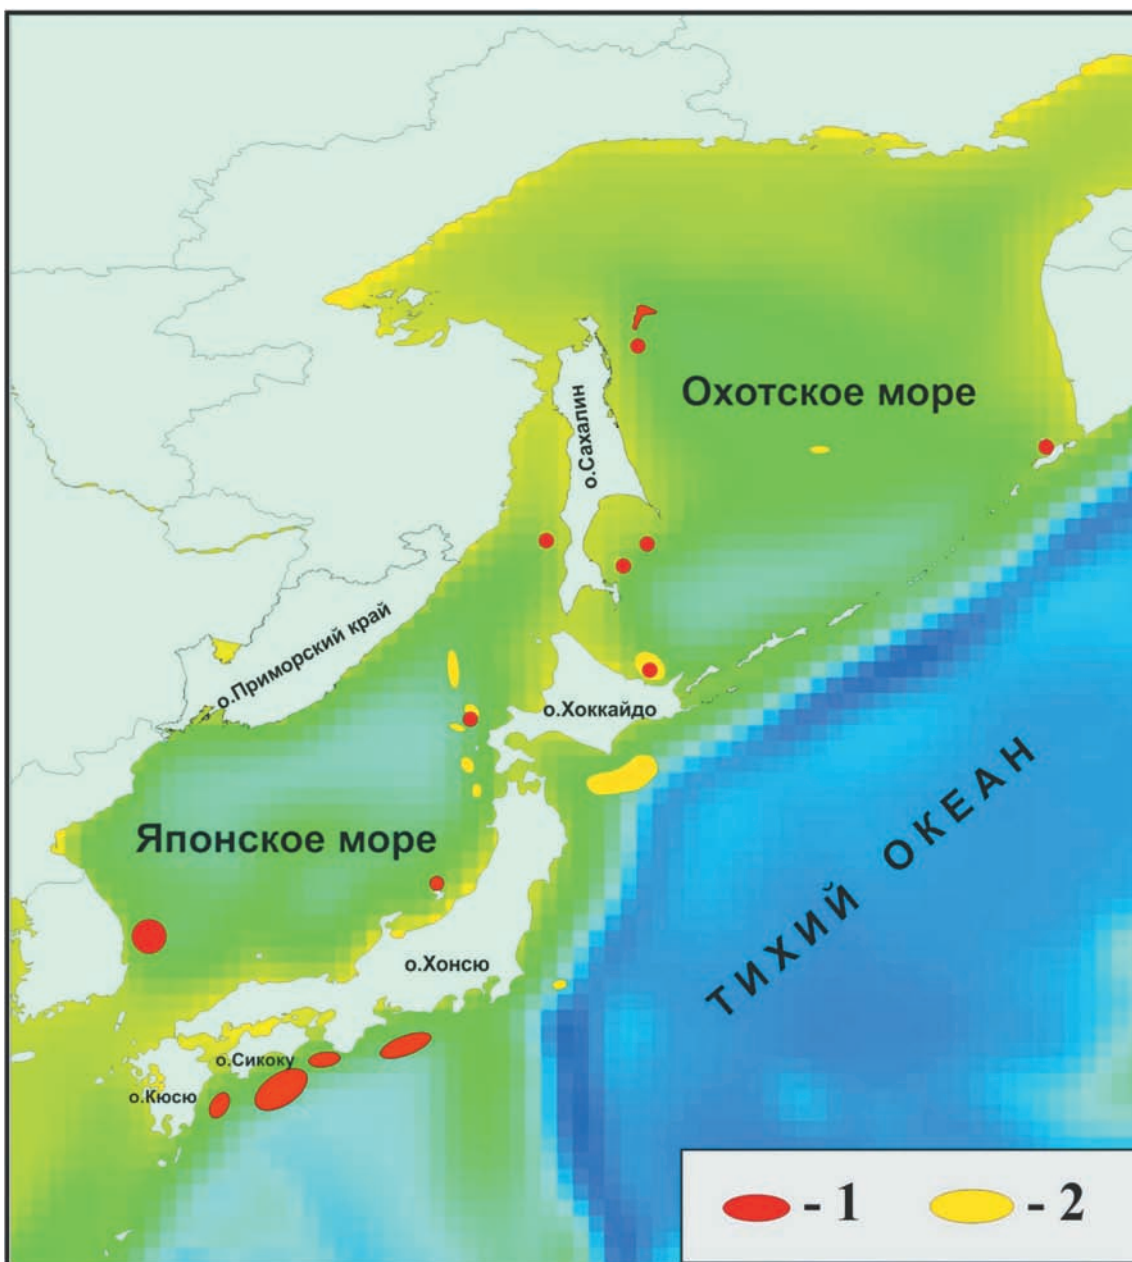 Охотское море
о.Сахалин
о.Приморский край
о.Хоккайдо
Японское море
ТИХИЙ ОКЕАН
о.Хонсю
о.Сикоку
о.Кюсю
- 1
- 2